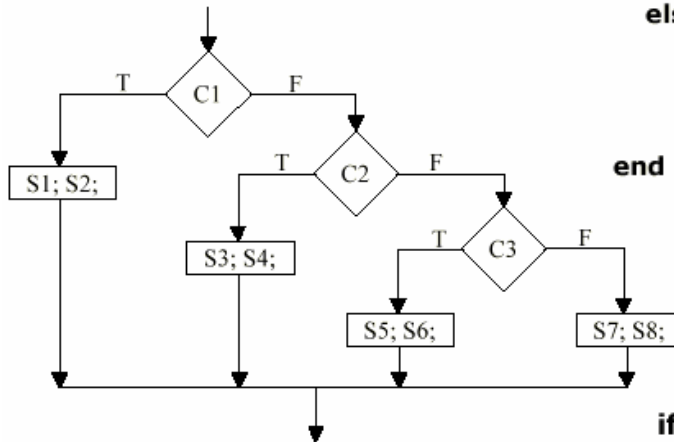 els
C1
T
F
C2
T
F
end
S1; S2;
C3
T
F
S3; S4;
S5; S6;
S7; S8;
if